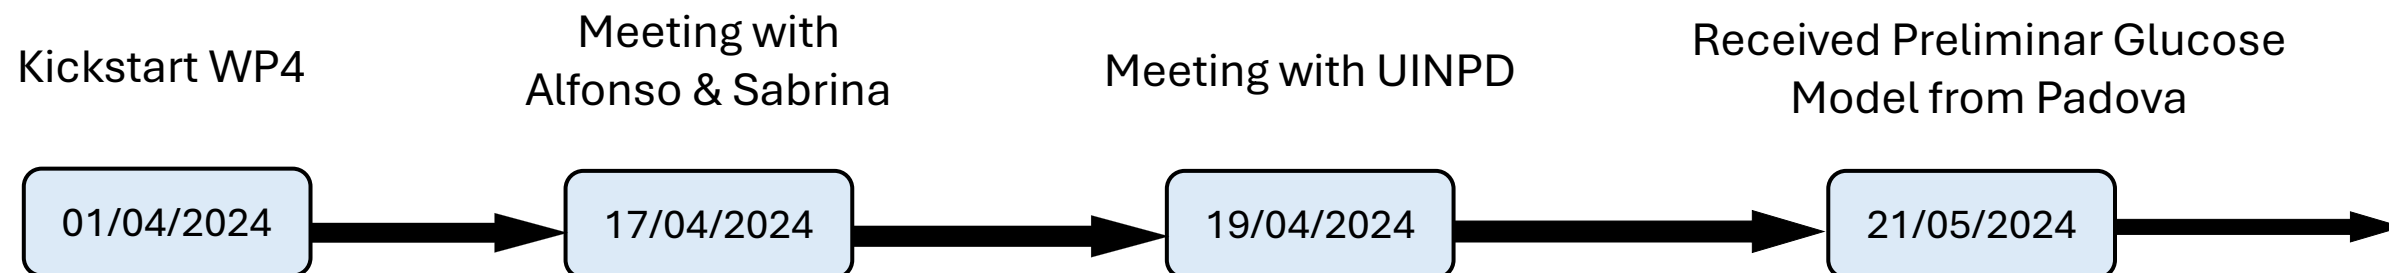 Kickstart WP4
Meeting with
Alfonso & Sabrina
Meeting with UINPD
Received Preliminar Glucose
Model from Padova
01/04/2024
17/04/2024
19/04/2024
21/05/2024